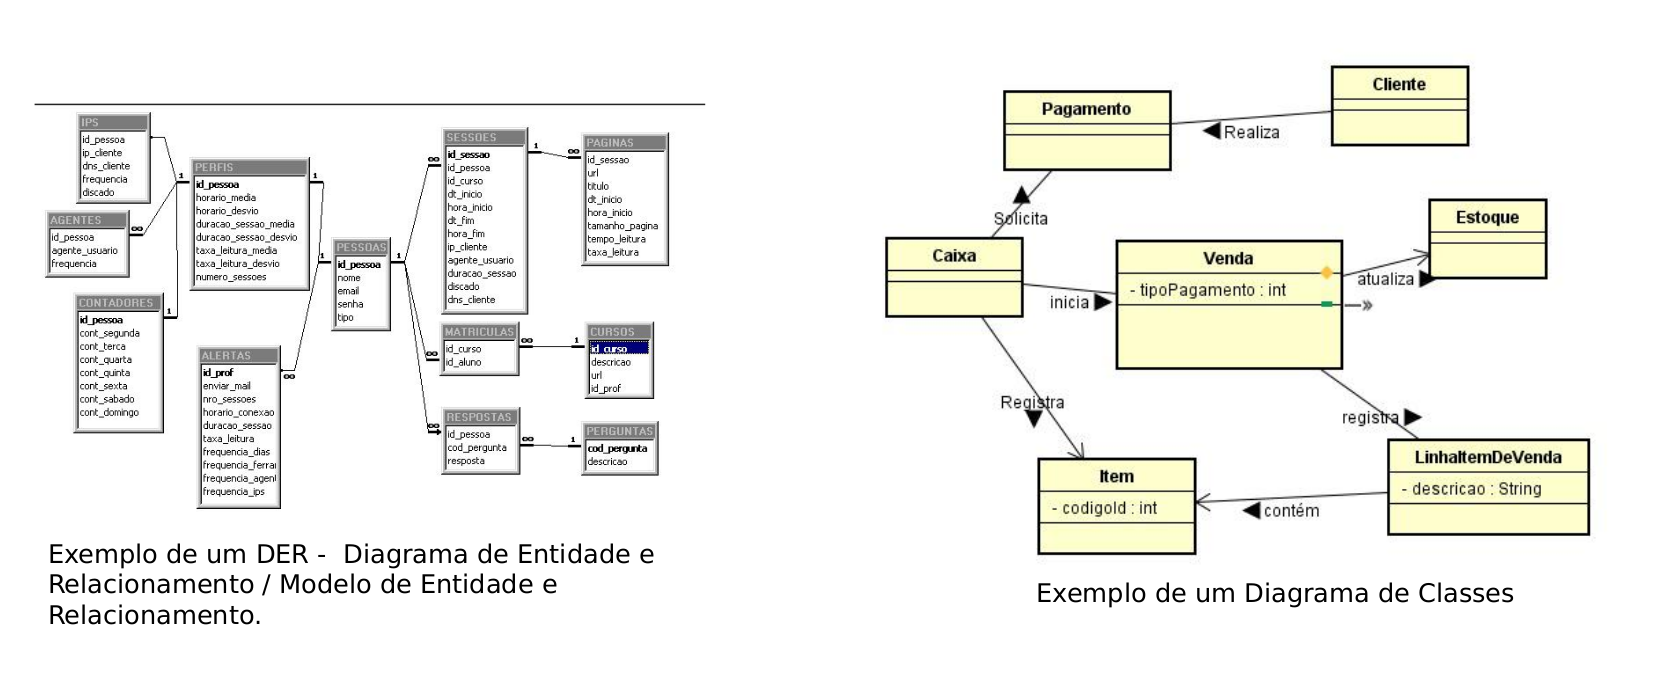 IPS
id_pessoa
ip_cliente
dns_cliente
frequencia
discado
AGENTES
id_pessoa
agente_usuario
frequencia
CONTADORES
id_pessoa
cont_segunda
cont_terca
cont_quarta
cont_quinta
cont_sexta
cont_sabado
cont_domingo
PERFIS
id_pessoa
horario_media
horario_desvio
duracao_sessao_media
duracao_sessao_desvio
taxa_leitura_media
taxa_leitura_desvio
numero_sessoes
ALERTAS
id_prof
enviar_mail
nro_sessoes
horario_conexao
duracao_sessao
taxa_leitura
frequencia_dias
frequencia_ferrai
frequencia_agent
frequencia_ips
PESSOAS
id_pessoa
nome
email
senha
tipo
SESSÕES
id_sessao
id_pessoa
id_curso
dt_inicio
hora_inicio
dt_fim
hora_fim
ip_cliente
agente_usuario
duracao_sessao
discado
dns_cliente
PAGINAS
id_sessao
url
titulo
dt_inicio
hora_inicio
tamanho_pagina
tempo_leitura
taxa_leitura
MATRICULAS
id_curso
id_aluno
CURSOS
id_curso
descricao
url
id_prof
RESPOSTAS
id_pessoa
cod_pergunta
resposta
PERGUNTAS
cod_pergunta
descricao
1
∞
1
1
1
∞
1
1
∞
1
∞
∞
∞
1
∞
∞
1
Exemplo de um DER - Diagrama de Entidade e
Relacionamento / Modelo de Entidade e
Relacionamento.
Cliente
Pagamento
Realiza
Solicita
Estoque
Caixa
Venda
- tipoPagamento : int
atualiza
inicia
Registra
registra
LinhaItemDeVenda
- descricao : String
Item
- codigoId : int
contém
Exemplo de um Diagrama de Classes